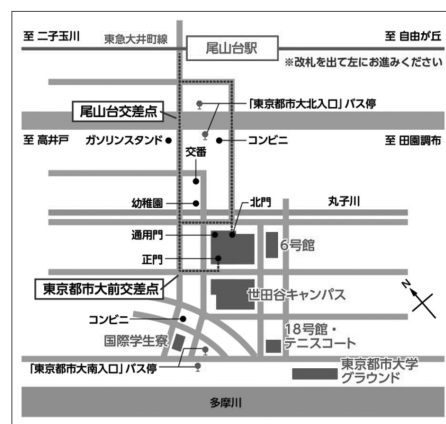 至 二子玉川
東急大井町線
尾山台駅
至 自由が丘
※改札を出て左にお進みください
尾山台交差点
「東京都市大北入口」バス停
至 高井戸
ガソリンスタンド
コンビニ
至 田園調布
交番
幼稚園
北門
丸子川
通用門
6号館
正門
東京都市大前交差点
世田谷キャンパス
N
コンビニ
国際学生寮
18号館・
テニスコート
「東京都市大南入口」バス停
東京都市大学
グラウンド
多摩川